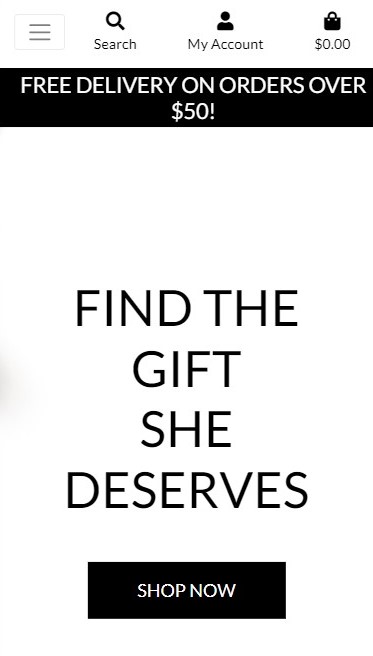 Search
My Account
$0.00
FREE DELIVERY ON ORDERS OVER
$50!
FIND THE
GIFT
SHE
DESERVES
SHOP NOW